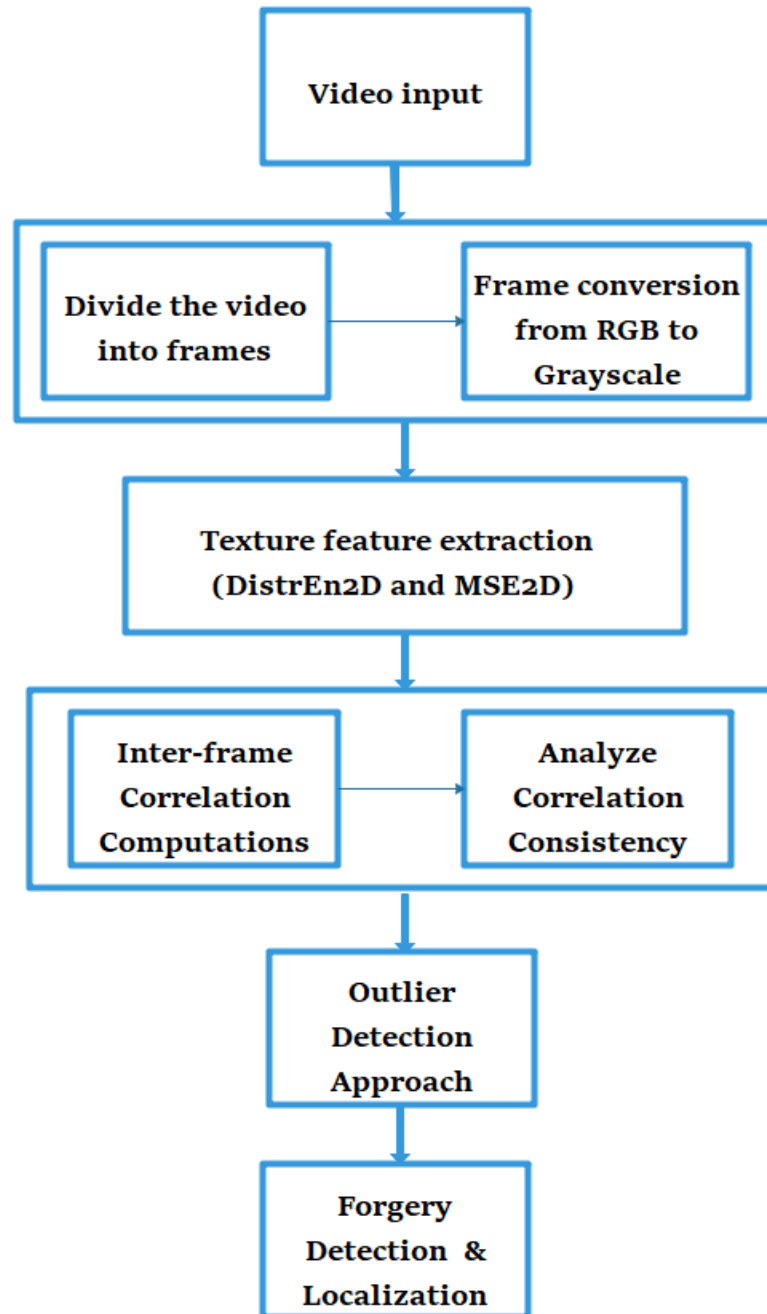 Video input
Divide the video
into frames
Frame conversion
from RGB to
Grayscale
Texture feature extraction
(DistrEn2D and MSE2D)
Inter-frame
Correlation
Computations
Analyze
Correlation
Consistency
Outlier
Detection
Approach
Forgery
Detection &
Localization